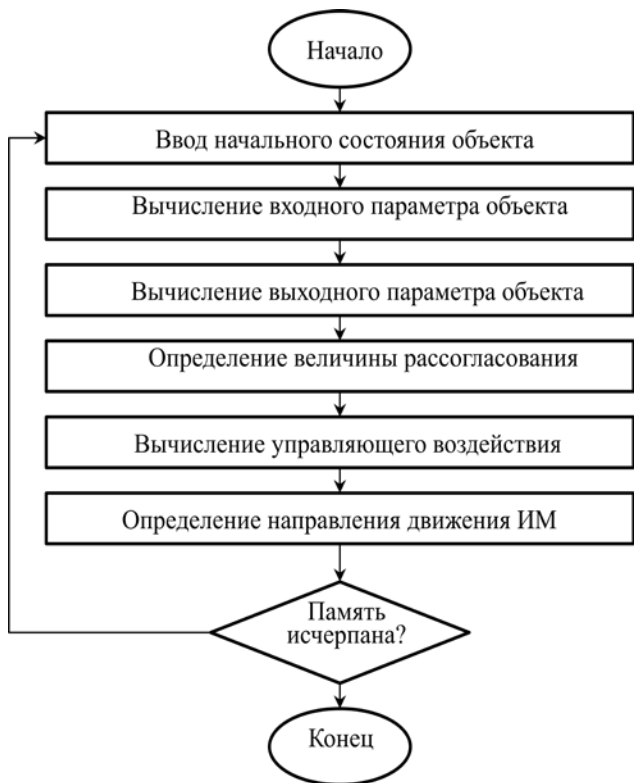 Начало
Ввод начального состояния объекта
Вычисление входного параметра объекта
Вычисление выходного параметра объекта
Определение величины рассогласования
Вычисление управляющего воздействия
Определение направления движения ИМ
Память
исчерпана?
Конец